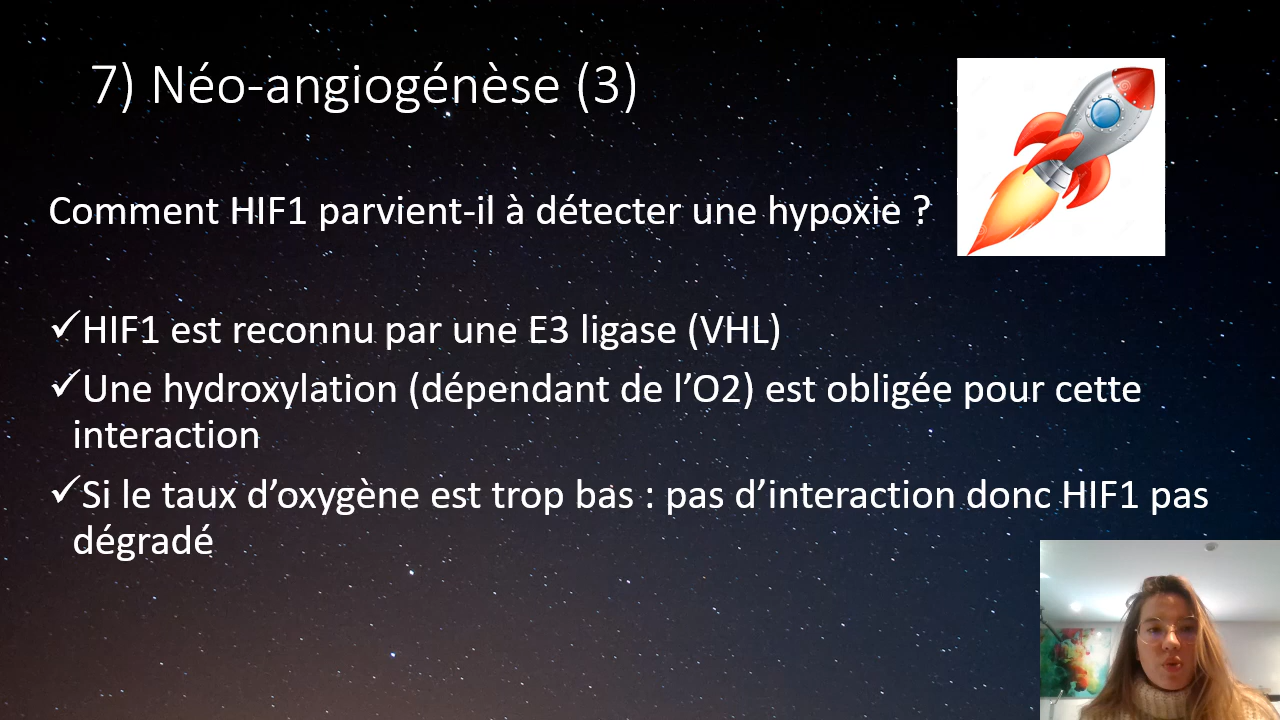 7) Néo-angiogénèse (3)
Comment HIF1 parvient-il à détecter une hypoxie ?
✓HIF1 est reconnu par une E3 ligase (VHL)
✓Une hydroxylation (dépendant de l’O2) est obligée pour cette
interaction
✓Si le taux d’oxygène est trop bas : pas d’interaction donc HIF1 pas
dégradé